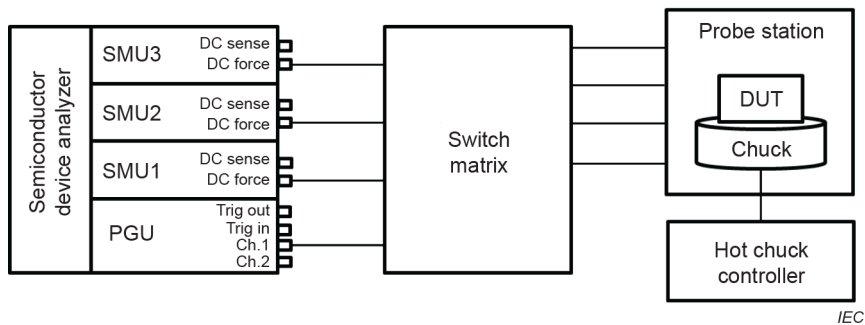 Semiconductor
device analyzer
SMU3
DC sense
DC force
SMU2
DC sense
DC force
SMU1
DC sense
DC force
PGU
Trig out
Trig in
Ch.1
Ch.2
Switch
matrix
Probe station
DUT
Chuck
Hot chuck
controller
IEC